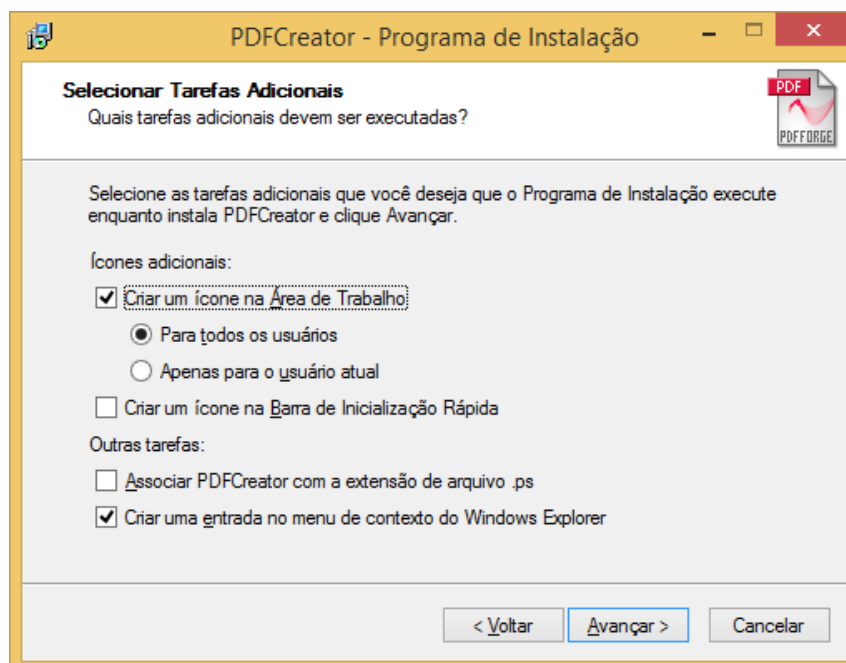 PDFCreator - Programa de Instalação
Selecionar Tarefas Adicionais
Quais tarefas adicionais devem ser executadas?
PDF
PDFFORGE
Selecione as tarefas adicionais que você deseja que o Programa de Instalação execute
enquanto instala PDFCreator e clique Avançar.
Ícones adicionais:
Criar um ícone na Área de Trabalho
Para todos os usuários
Apenas para o usuário atual
Criar um ícone na Barra de Inicialização Rápida
Outras tarefas:
Associar PDFCreator com a extensão de arquivo .ps
Criar uma entrada no menu de contexto do Windows Explorer
< Voltar
Avançar >
Cancelar